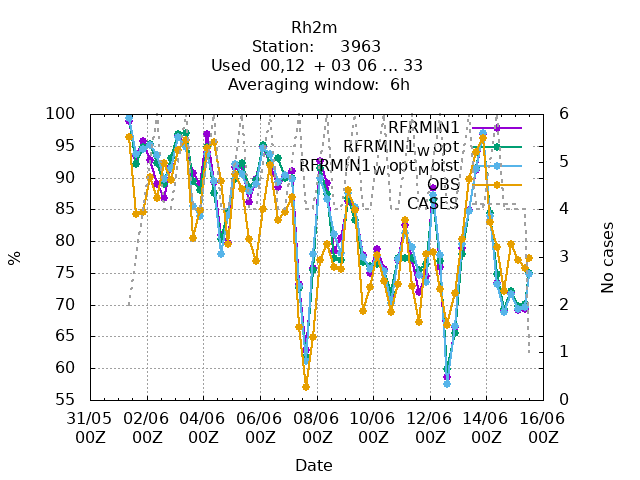 Rh2m
Station: 3963
Used 00,12 + 03 06 ... 33
Averaging window: 6h
100
95
90
85
80
75
70
65
60
55
%
6
5
4
3
2
1
0
No cases
RFRMIN1
RFRMIN1wopt
RFRMIN1woptMoist
OBS
CASES
31/05 02/06 04/06 06/06 08/06 10/06 12/06 14/06 16/06
00Z 00Z 00Z 00Z 00Z 00Z 00Z 00Z 00Z
Date